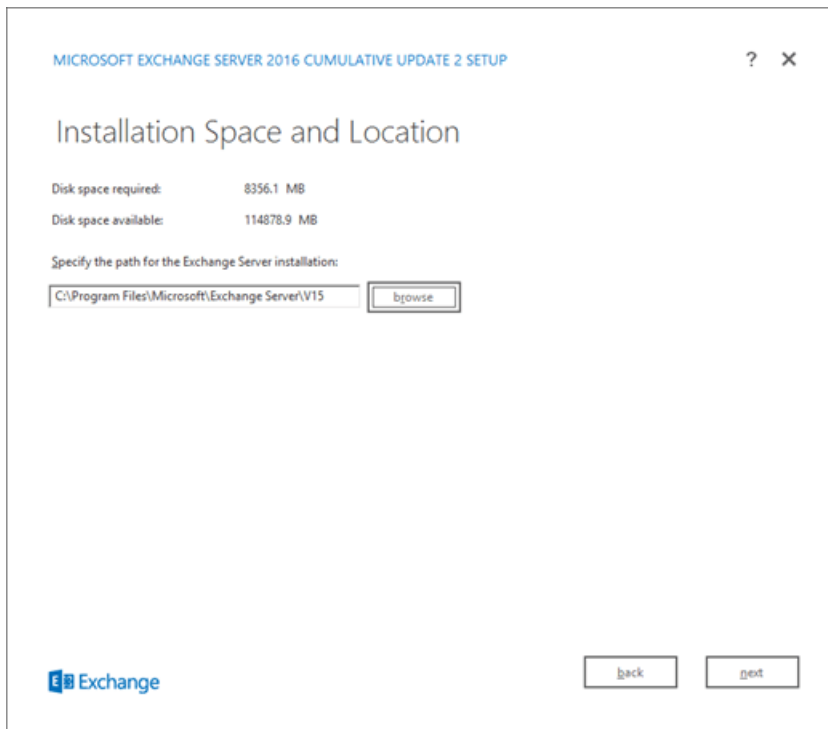 MICROSOFT EXCHANGE SERVER 2016 CUMULATIVE UPDATE 2 SETUP ? ✕
Installation Space and Location
Disk space required: 8356.1 MB
Disk space available: 114878.9 MB
Specify the path for the Exchange Server installation:
C:\Program Files\Microsoft\Exchange Server\V15 browse
Exchange back next